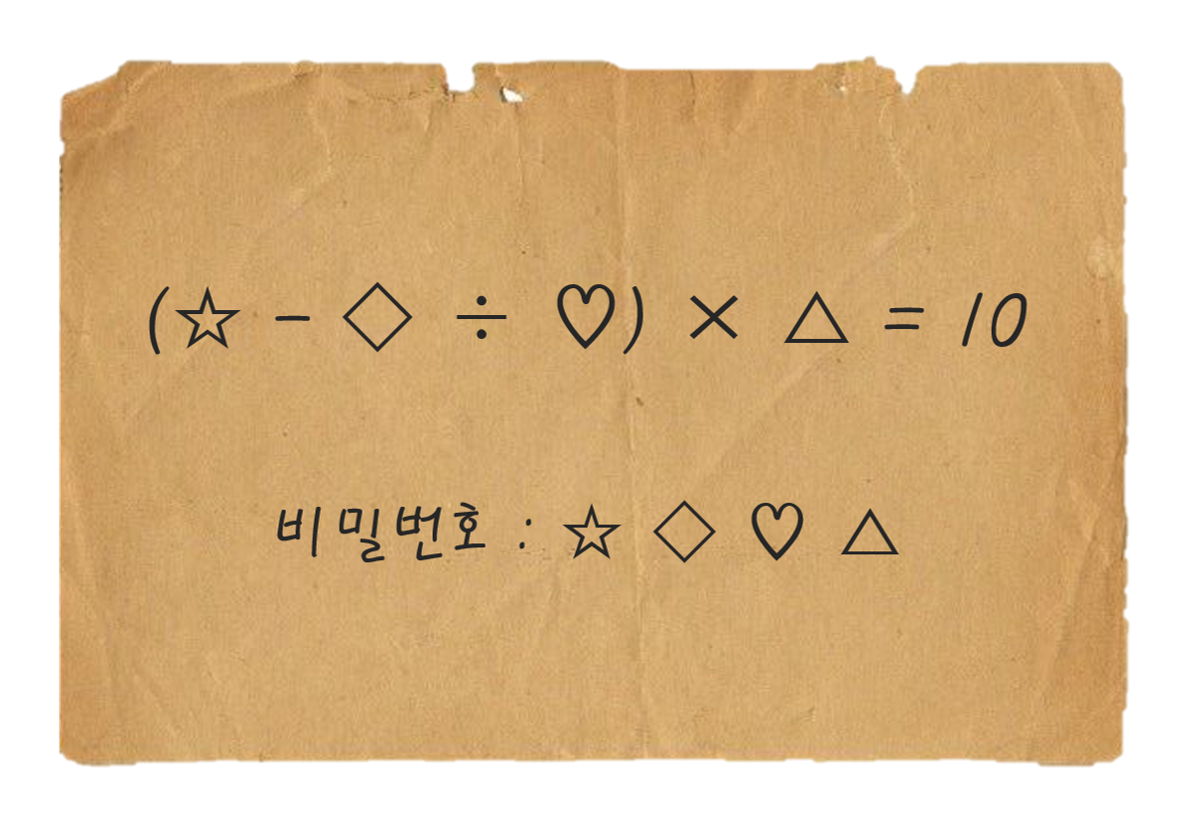 (☆ - ◇ ÷ ♡) × △ = 10
비밀번호 : ☆ ◇ ♡ △